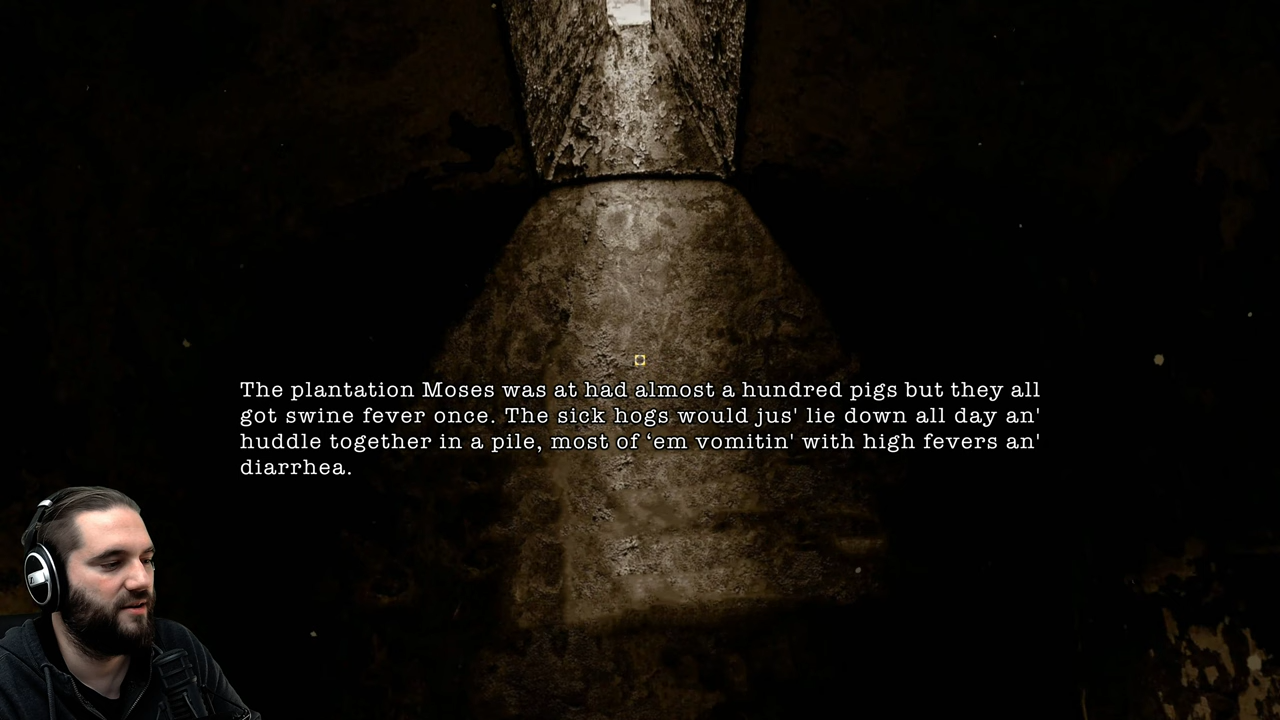 The plantation Moses was at had almost a hundred pigs but they all
got swine fever once. The sick hogs would jus' lie down all day an'
huddle together in a pile, most of ‘em vomitin' with high fevers an'
diarrhea.